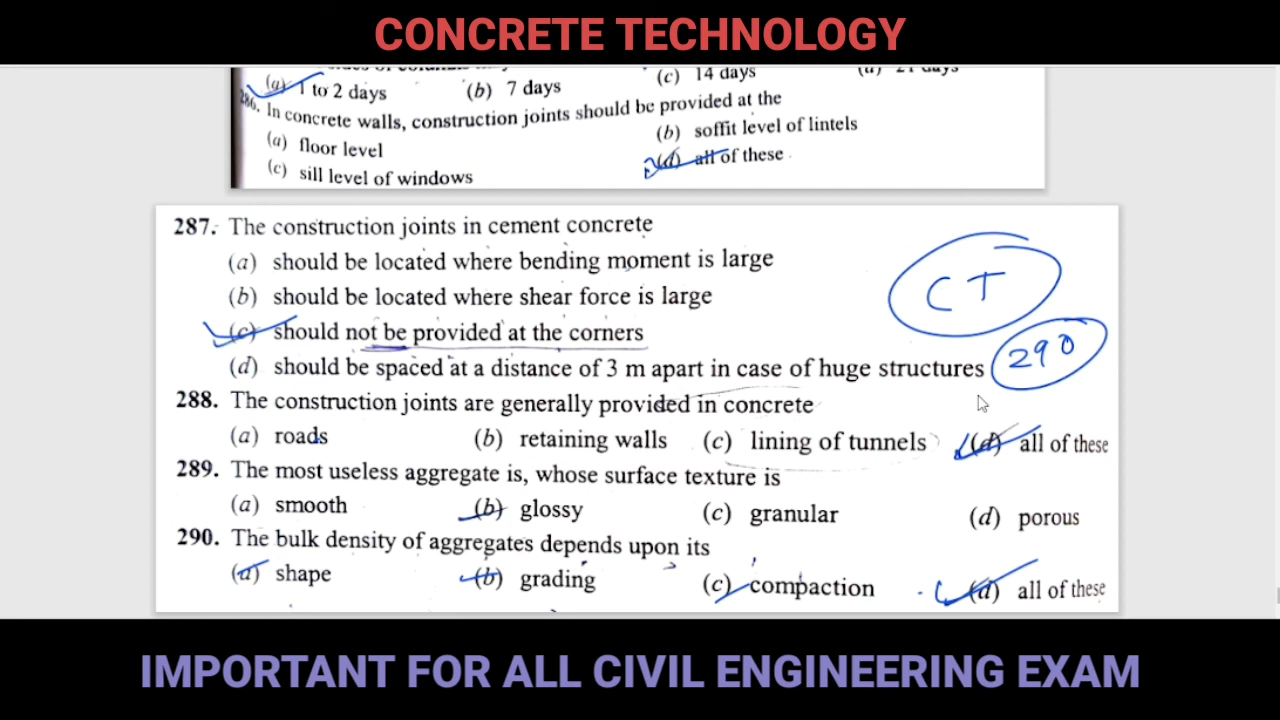 CONCRETE TECHNOLOGY
(a) 1 to 2 days (b) 7 days (c) 14 days (d) 21 days
286. In concrete walls, construction joints should be provided at the
(a) floor level (b) soffit level of lintels
(c) sill level of windows (d) all of these
287. The construction joints in cement concrete
(a) should be located where bending moment is large
(b) should be located where shear force is large
(c) should not be provided at the corners
(d) should be spaced at a distance of 3 m apart in case of huge structures
CT
290
288. The construction joints are generally provided in concrete
(a) roads (b) retaining walls (c) lining of tunnels (d) all of these
289. The most useless aggregate is, whose surface texture is
(a) smooth (b) glossy (c) granular (d) porous
290. The bulk density of aggregates depends upon its
(a) shape (b) grading (c) compaction (d) all of these
IMPORTANT FOR ALL CIVIL ENGINEERING EXAM